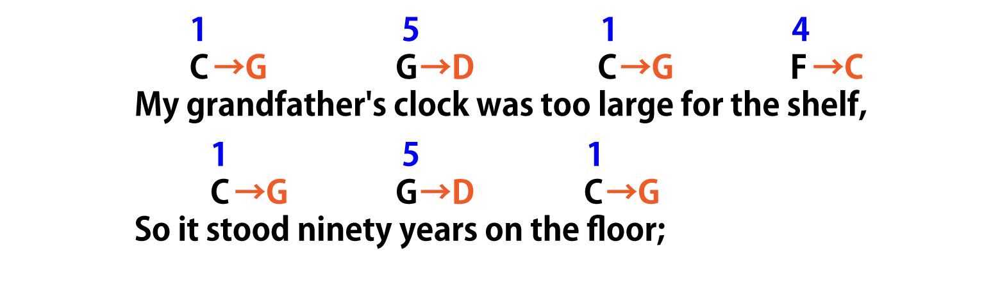 1 5 1 4
C→G G→D C→G F→C
My grandfather's clock was too large for the shelf,
1 5 1
C→G G→D C→G
So it stood ninety years on the floor;